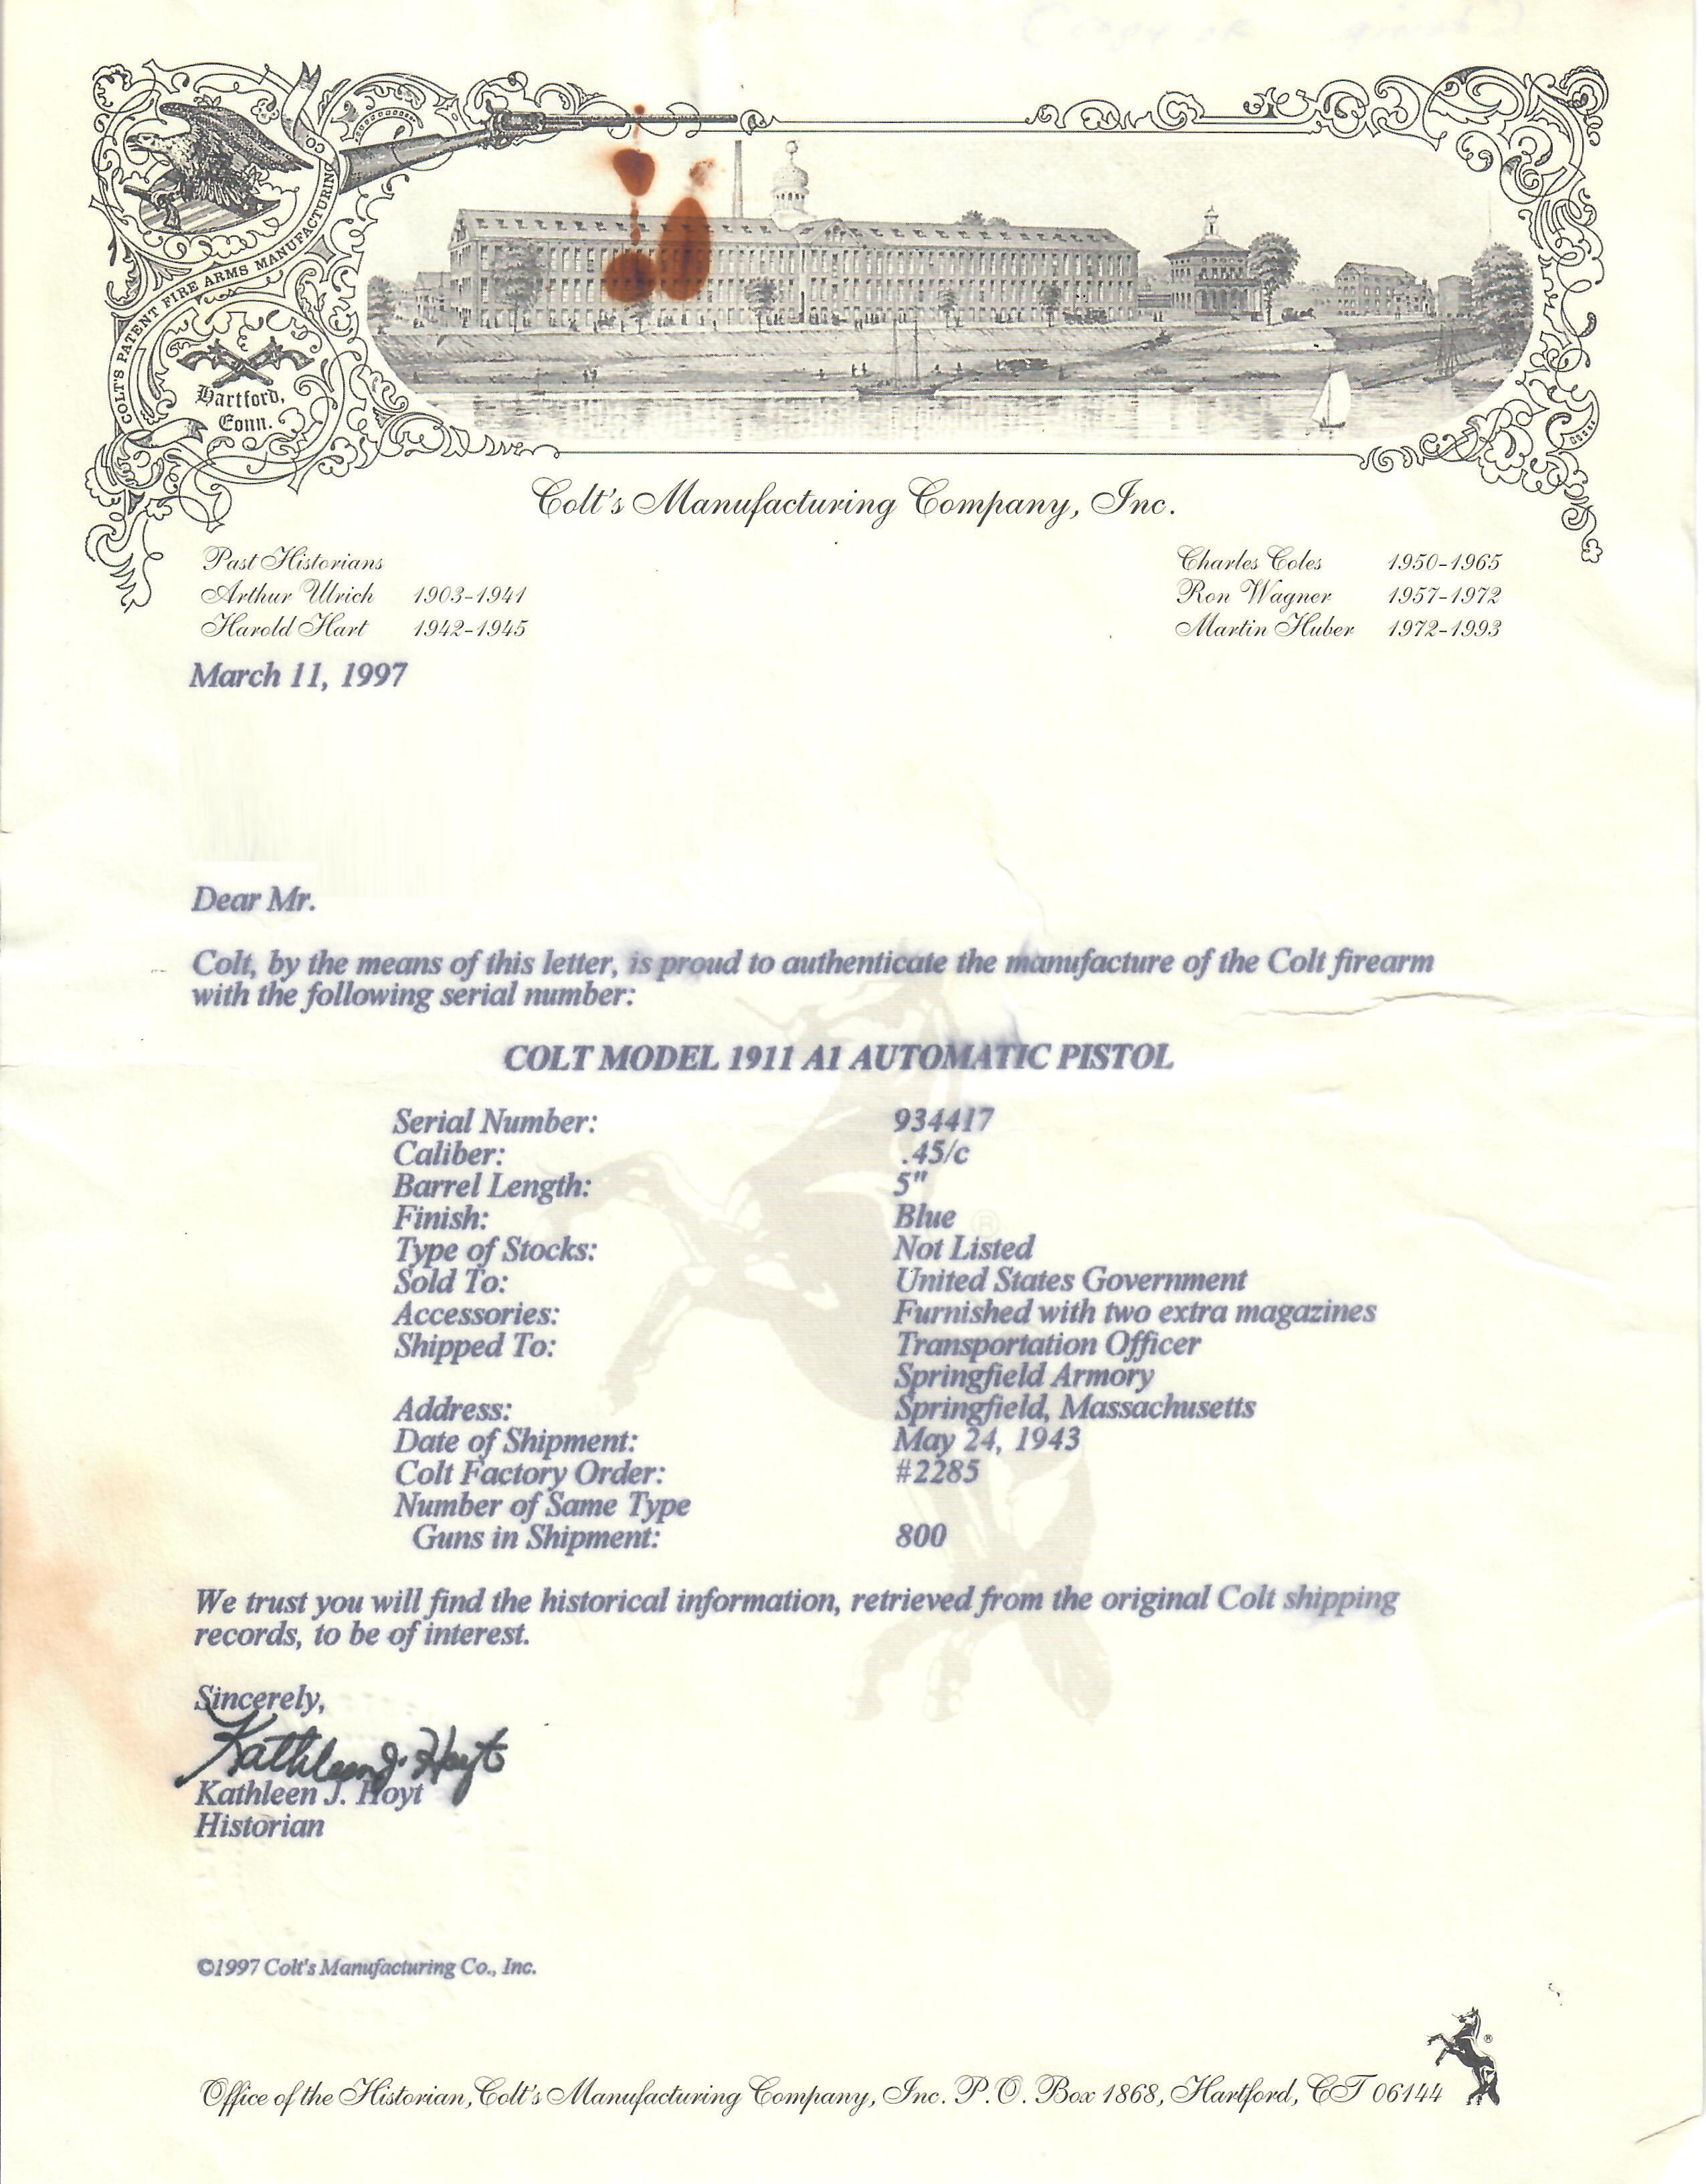 COLT'S PATENT FIRE ARMS MANUFACTURING CO
Hartford,
Conn.
Colt's Manufacturing Company, Inc.
Past Historians
Arthur Ulrich 1903-1941
Harold Hart 1942-1945
Charles Coles 1950-1965
Ron Wagner 1957-1972
Martin Huber 1972-1993
March 11, 1997
Dear Mr.
Colt, by the means of this letter, is proud to authenticate the manufacture of the Colt firearm
with the following serial number:
COLT MODEL 1911 A1 AUTOMATIC PISTOL
Serial Number: 934417
Caliber: .45/c
Barrel Length: 5"
Finish: Blue
Type of Stocks: Not Listed
Sold To: United States Government
Accessories: Furnished with two extra magazines
Shipped To: Transportation Officer
Springfield Armory
Address: Springfield, Massachusetts
Date of Shipment: May 24, 1943
Colt Factory Order: #2285
Number of Same Type
Guns in Shipment: 800
We trust you will find the historical information, retrieved from the original Colt shipping
records, to be of interest.
Sincerely,
Kathleen J. Hoyt
Kathleen J. Hoyt
Historian
©1997 Colt's Manufacturing Co., Inc.
®
Office of the Historian, Colt's Manufacturing Company, Inc. P.O. Box 1868, Hartford, CT 06144